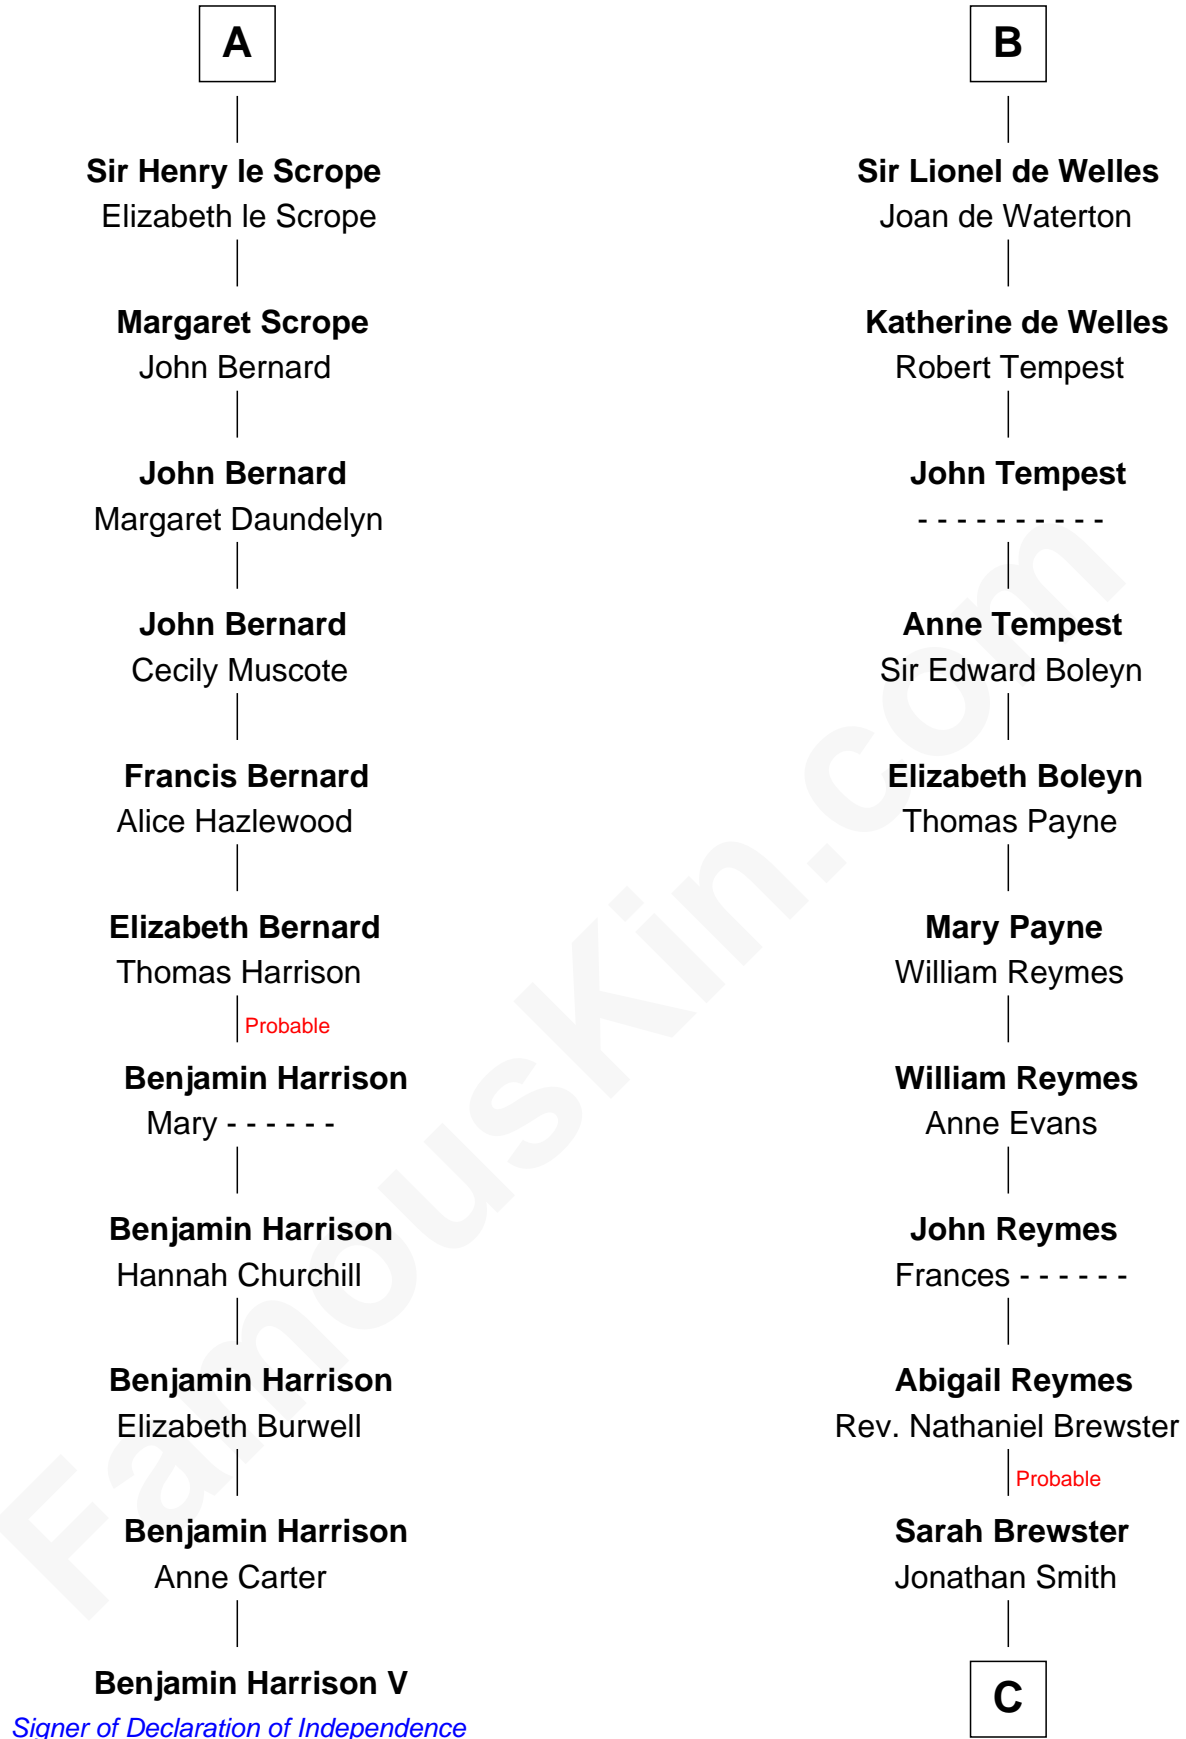 A
Sir Henry le Scrope
Elizabeth le Scrope
Margaret Scrope
John Bernard
John Bernard
Margaret Daundelyn
John Bernard
Cecily Muscote
Francis Bernard
Alice Hazlewood
Elizabeth Bernard
Thomas Harrison
Probable
Benjamin Harrison
Mary - - - - - -
Benjamin Harrison
Hannah Churchill
Benjamin Harrison
Elizabeth Burwell
Benjamin Harrison
Anne Carter
Benjamin Harrison V
Signer of Declaration of Independence
B
Sir Lionel de Welles
Joan de Waterton
Katherine de Welles
Robert Tempest
John Tempest
- - - - - - - - - -
Anne Tempest
Sir Edward Boleyn
Elizabeth Boleyn
Thomas Payne
Mary Payne
William Reymes
William Reymes
Anne Evans
John Reymes
Frances - - - - - -
Abigail Reymes
Rev. Nathaniel Brewster
Probable
Sarah Brewster
Jonathan Smith
C
FamousKin.com